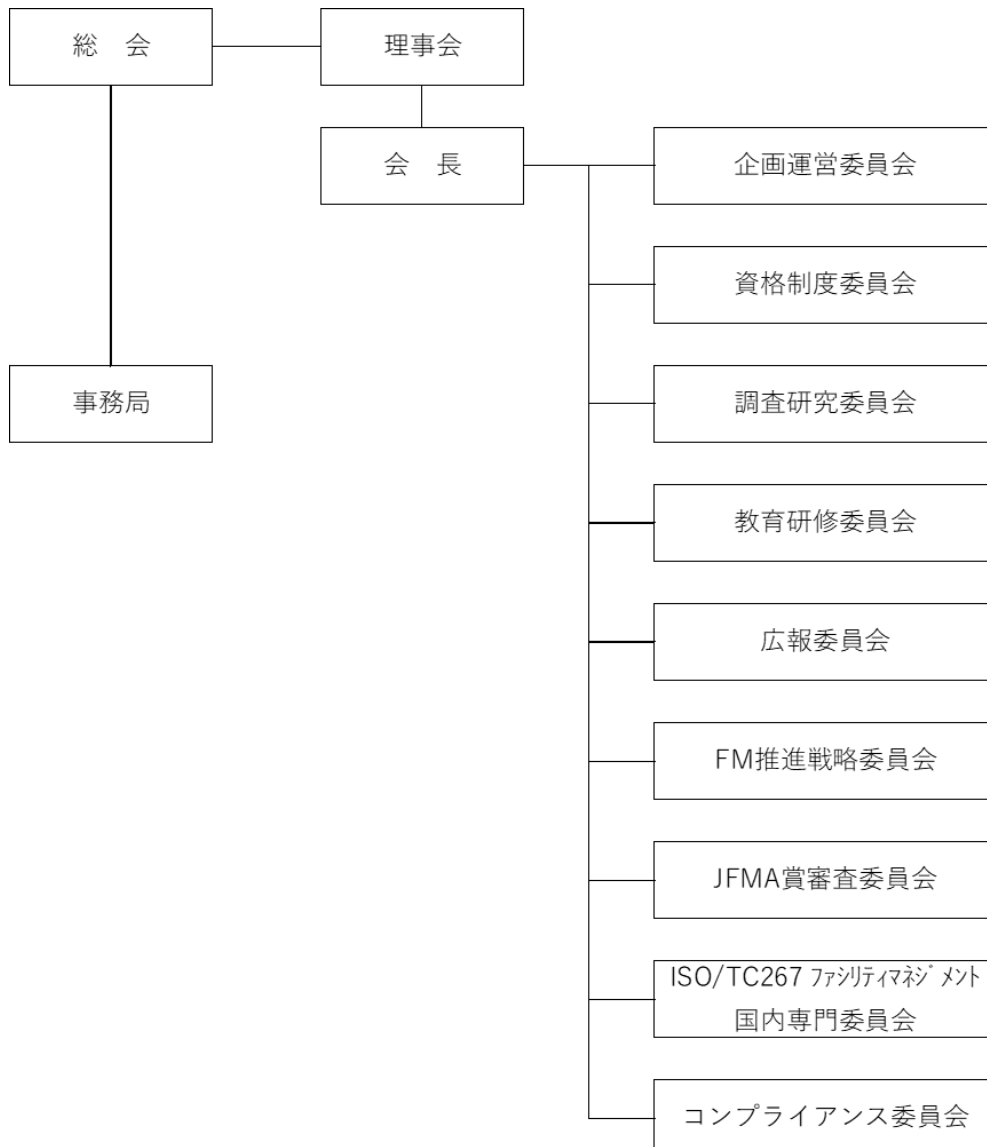 総　会
理事会
会　長
企画運営委員会
資格制度委員会
事務局
調査研究委員会
教育研修委員会
広報委員会
FM推進戦略委員会
JFMA賞審査委員会
ISO/TC267 ﾌｧｼﾘﾃｨﾏﾈｼﾞﾒﾝﾄ
国内専門委員会
コンプライアンス委員会